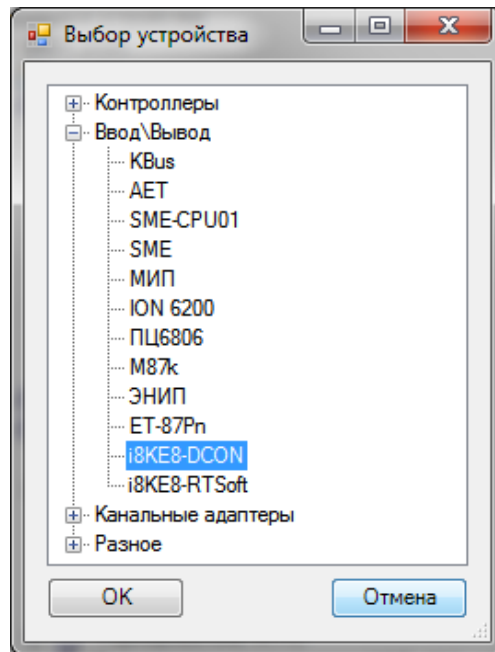 Выбор устройства
Контроллеры
Ввод\Вывод
KBus
AET
SME-CPU01
SME
МИП
ION 6200
ПЦ6806
M87k
ЭНИП
ET-87Pn
i8KE8-DCON
i8KE8-RTSoft
Канальные адаптеры
Разное
OK
Отмена